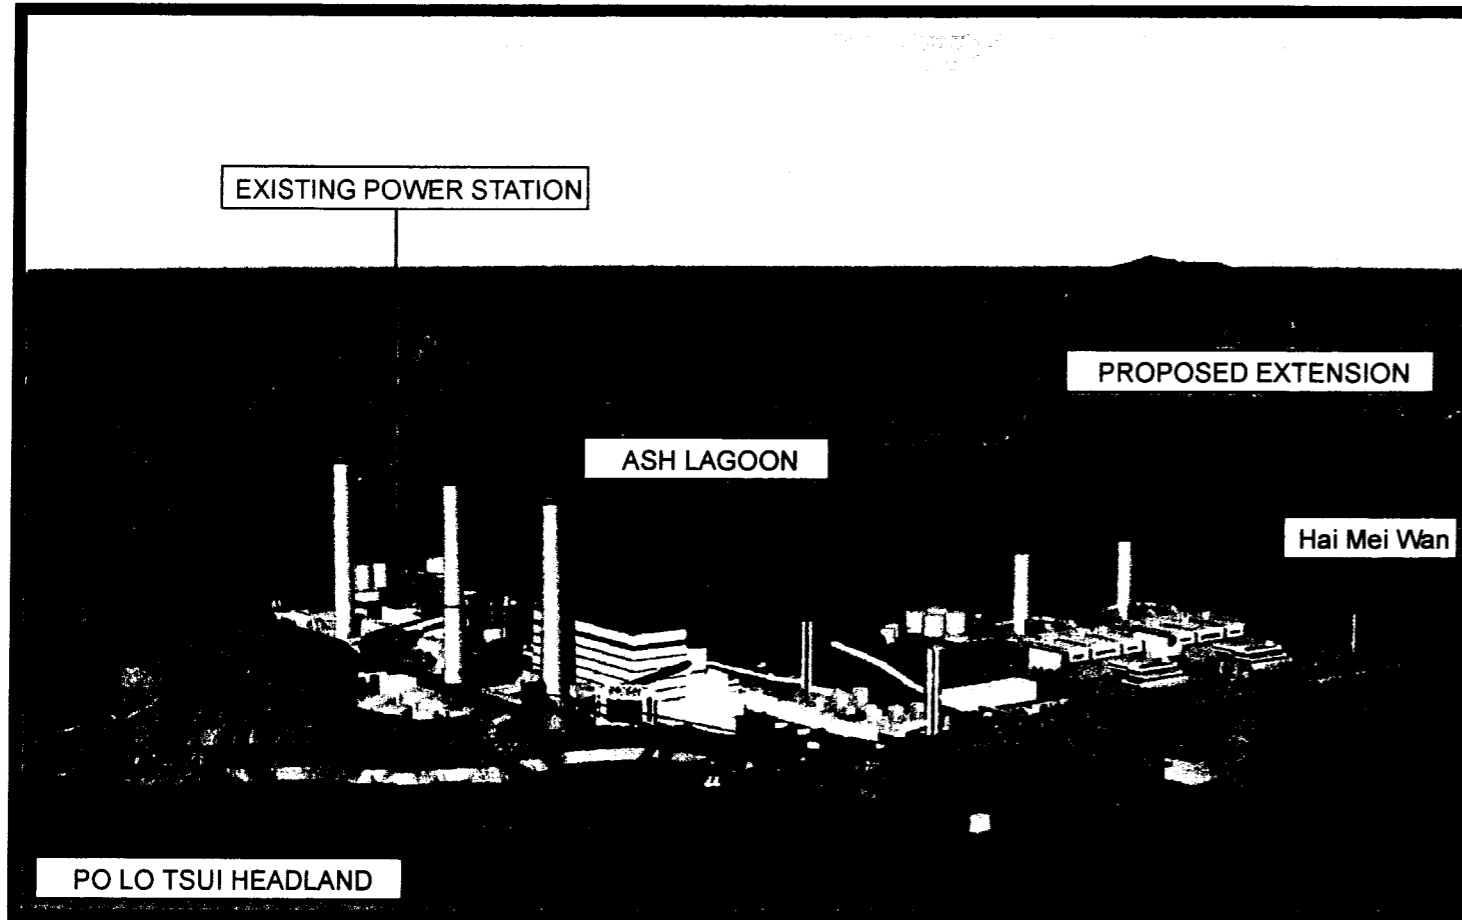 EXISTING POWER STATION
PROPOSED EXTENSION
ASH LAGOON
Hai Mei Wan
PO LO TSUI HEADLAND